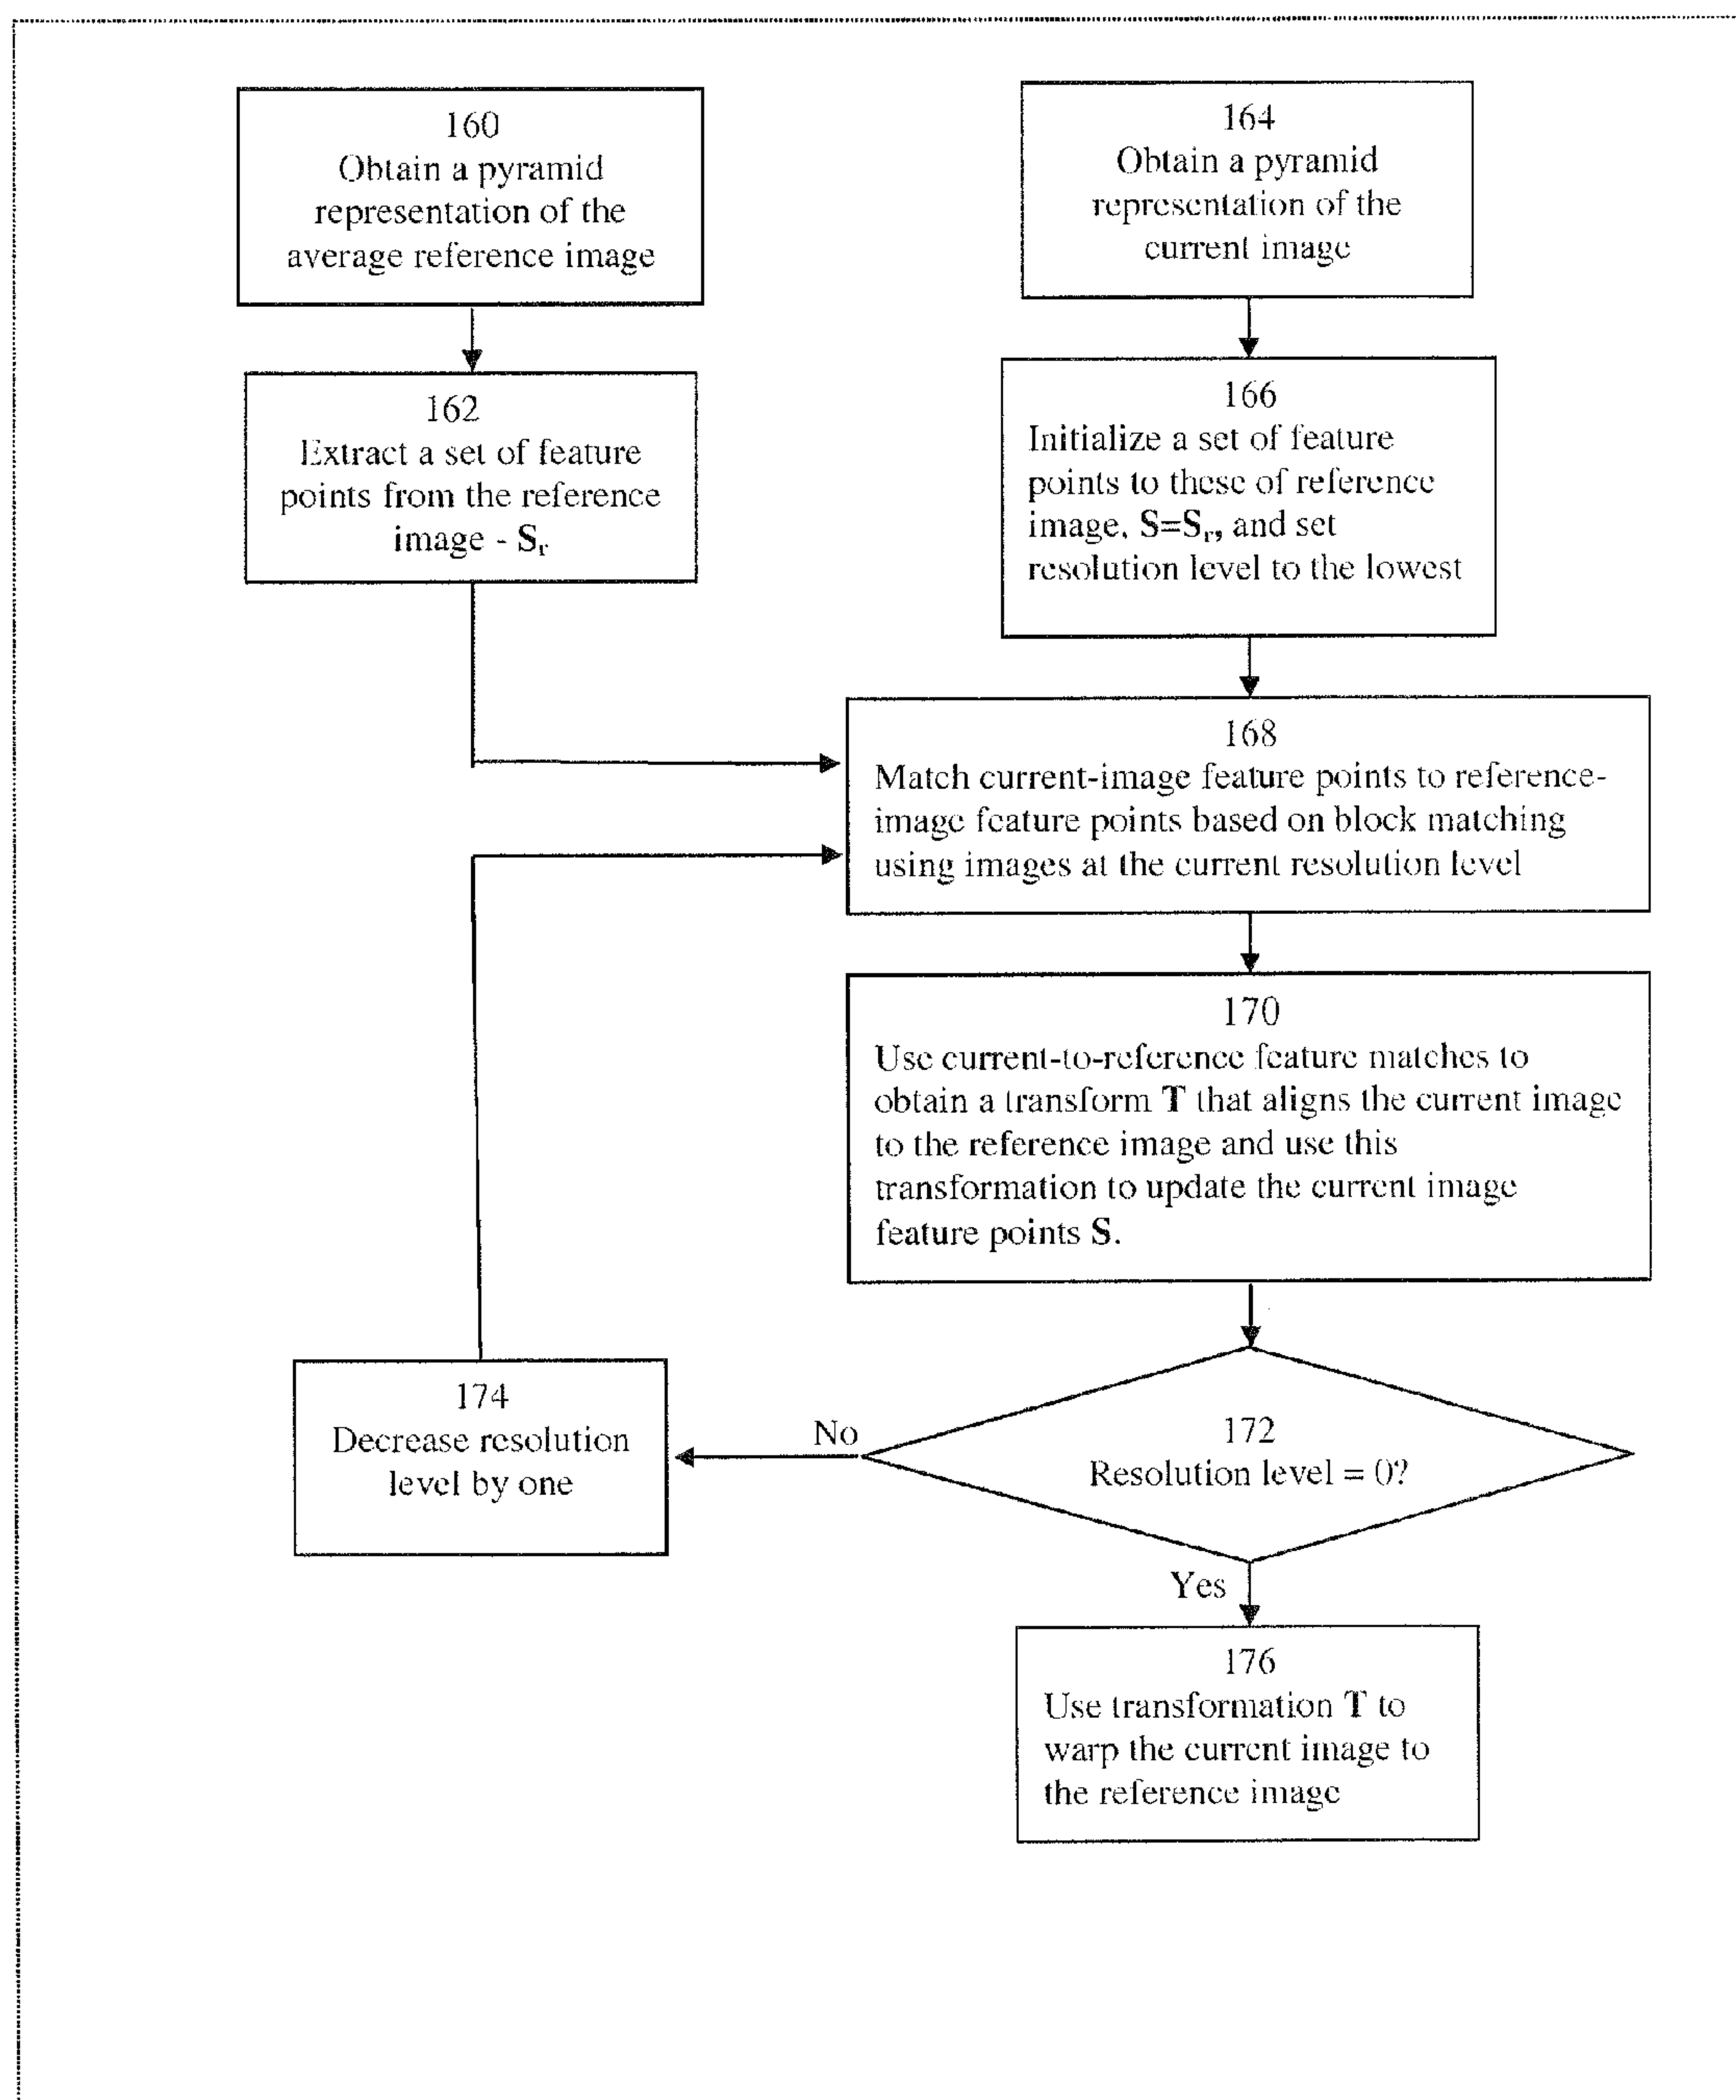 160
Obtain a pyramid
representation of the
average reference image
162
Extract a set of feature
points from the reference
image - Sr
164
Obtain a pyramid
representation of the
current image
166
Initialize a set of feature
points to these of reference
image, S=Sr, and set
resolution level to the lowest
168
Match current-image feature points to reference-
image feature points based on block matching
using images at the current resolution level
170
Use current-to-reference feature matches to
obtain a transform T that aligns the current image
to the reference image and use this
transformation to update the current image
feature points S.
172
Resolution level = 0?
No
174
Decrease resolution
level by one
Yes
176
Use transformation T to
warp the current image to
the reference image